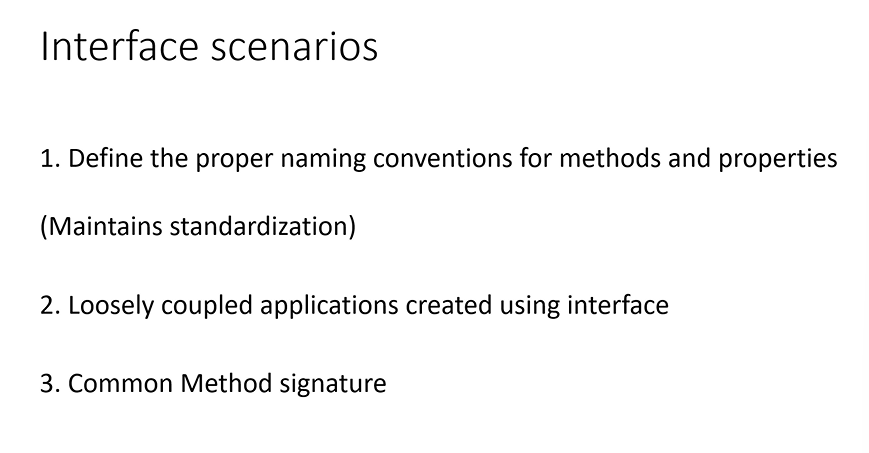 Interface scenarios
1. Define the proper naming conventions for methods and properties
(Maintains standardization)
2. Loosely coupled applications created using interface
3. Common Method signature